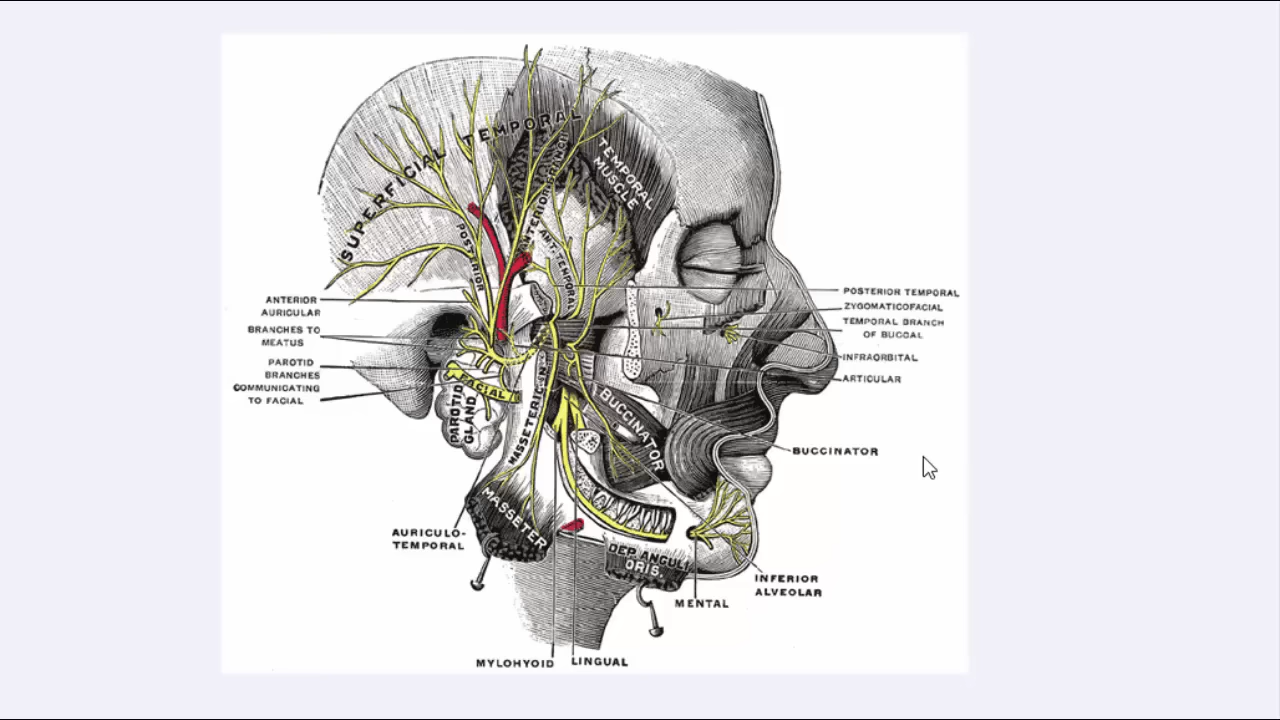 SUPERFICIAL TEMPORAL
TEMPORAL
MUSCLE
POSTERIOR
ANTERIOR BRANCH
ANT. TEMPORAL
ANTERIOR
AURICULAR
BRANCHES TO
MEATUS
PAROTID
BRANCHES
COMMUNICATING
TO FACIAL
POSTERIOR TEMPORAL
ZYGOMATICOFACIAL
TEMPORAL BRANCH
OF BUCCAL
INFRAORBITAL
ARTICULAR
FACIAL
PAROTID
GLAND
MASSETERIC N.
BUCCINATOR
BUCCINATOR
MASSETER
AURICULO-
TEMPORAL
DEP. ANGULI
ORIS.
INFERIOR
ALVEOLAR
MENTAL
MYLOHYOID
LINGUAL